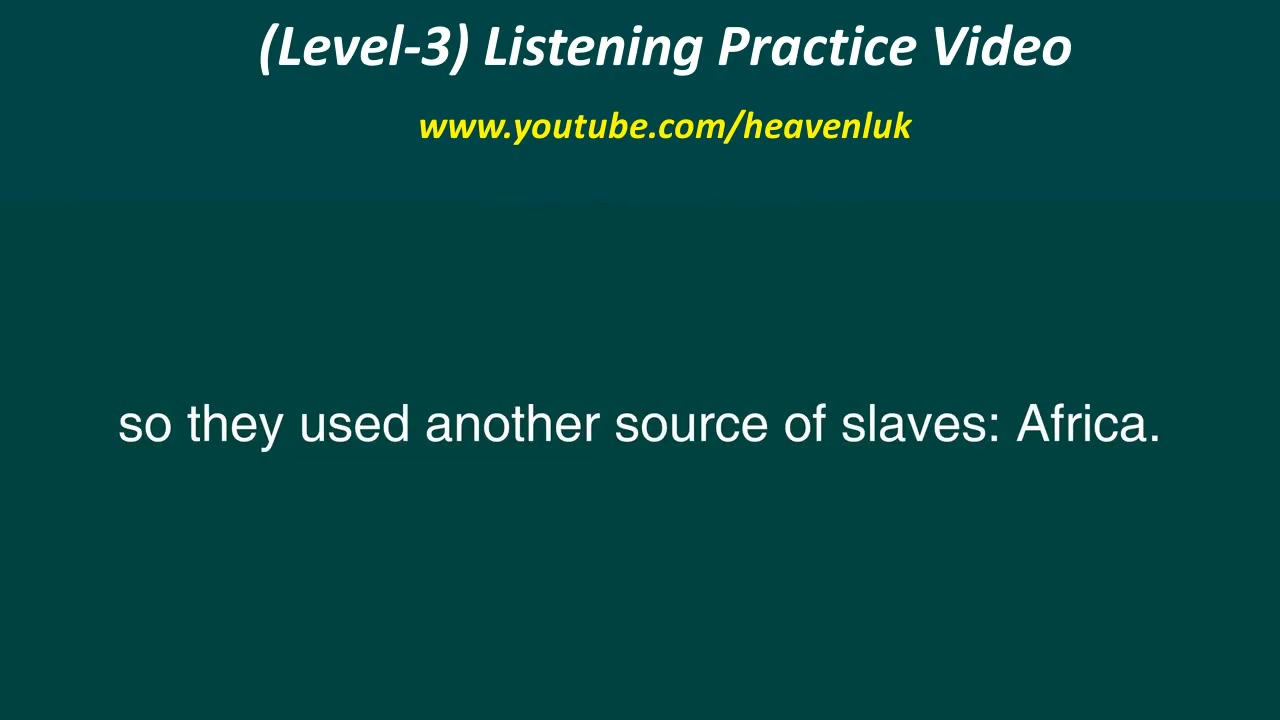 (Level-3) Listening Practice Video
www.youtube.com/heavenluk
so they used another source of slaves: Africa.